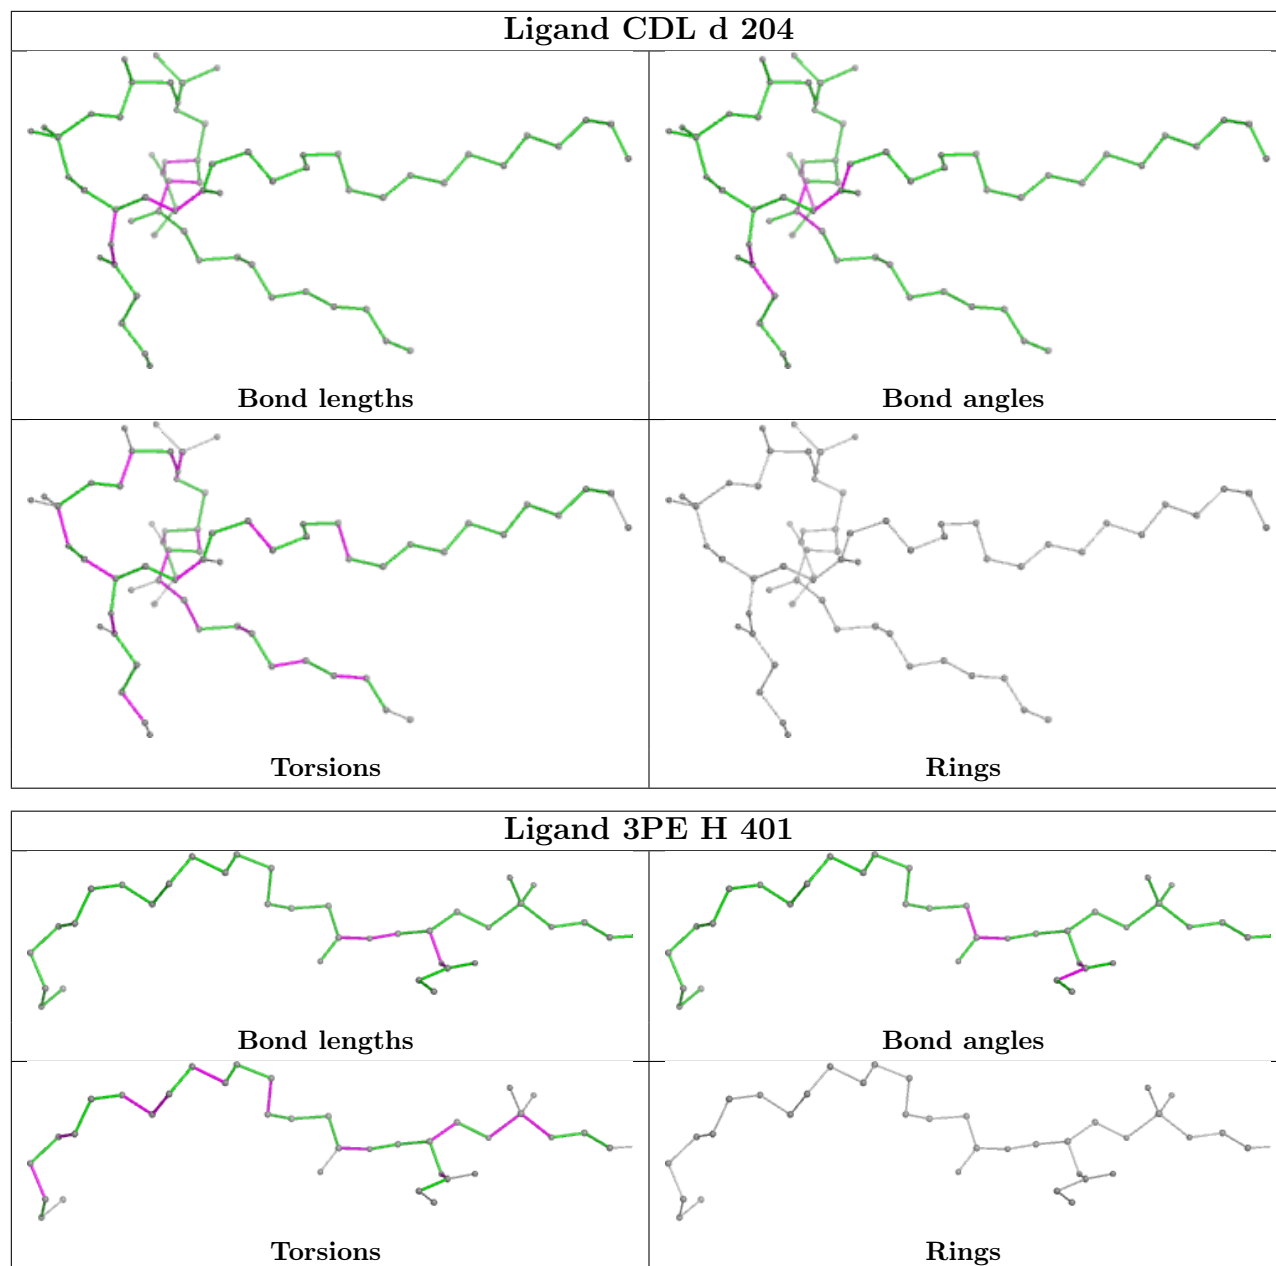 Ligand CDL d 204
Bond lengths
Bond angles
Torsions
Rings
Ligand 3PE H 401
Bond lengths
Bond angles
Torsions
Rings